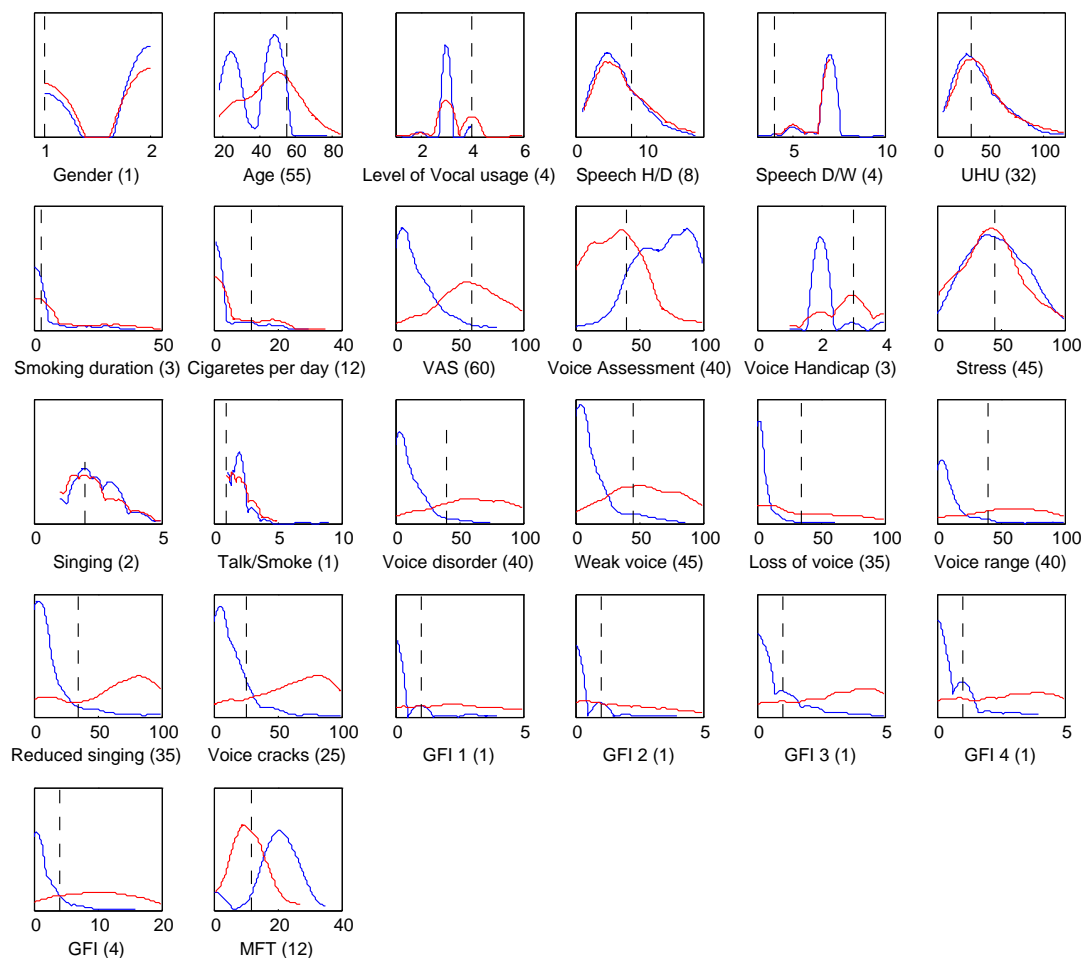 1 2
Gender (1)
20 40 60 80
Age (55)
2 4 6
Level of Vocal usage (4)
0 10
Speech H/D (8)
5 10
Speech D/W (4)
0 50 100
UHU (32)
0 50
Smoking duration (3)
0 20 40
Cigaretes per day (12)
0 50 100
VAS (60)
0 50 100
Voice Assessment (40)
2 4
Voice Handicap (3)
0 50 100
Stress (45)
0 5
Singing (2)
0 5 10
Talk/Smoke (1)
0 50 100
Voice disorder (40)
0 50 100
Weak voice (45)
0 50 100
Loss of voice (35)
0 50 100
Voice range (40)
0 50 100
Reduced singing (35)
0 50 100
Voice cracks (25)
0 5
GFI 1 (1)
0 5
GFI 2 (1)
0 5
GFI 3 (1)
0 5
GFI 4 (1)
0 10 20
GFI (4)
0 20 40
MFT (12)